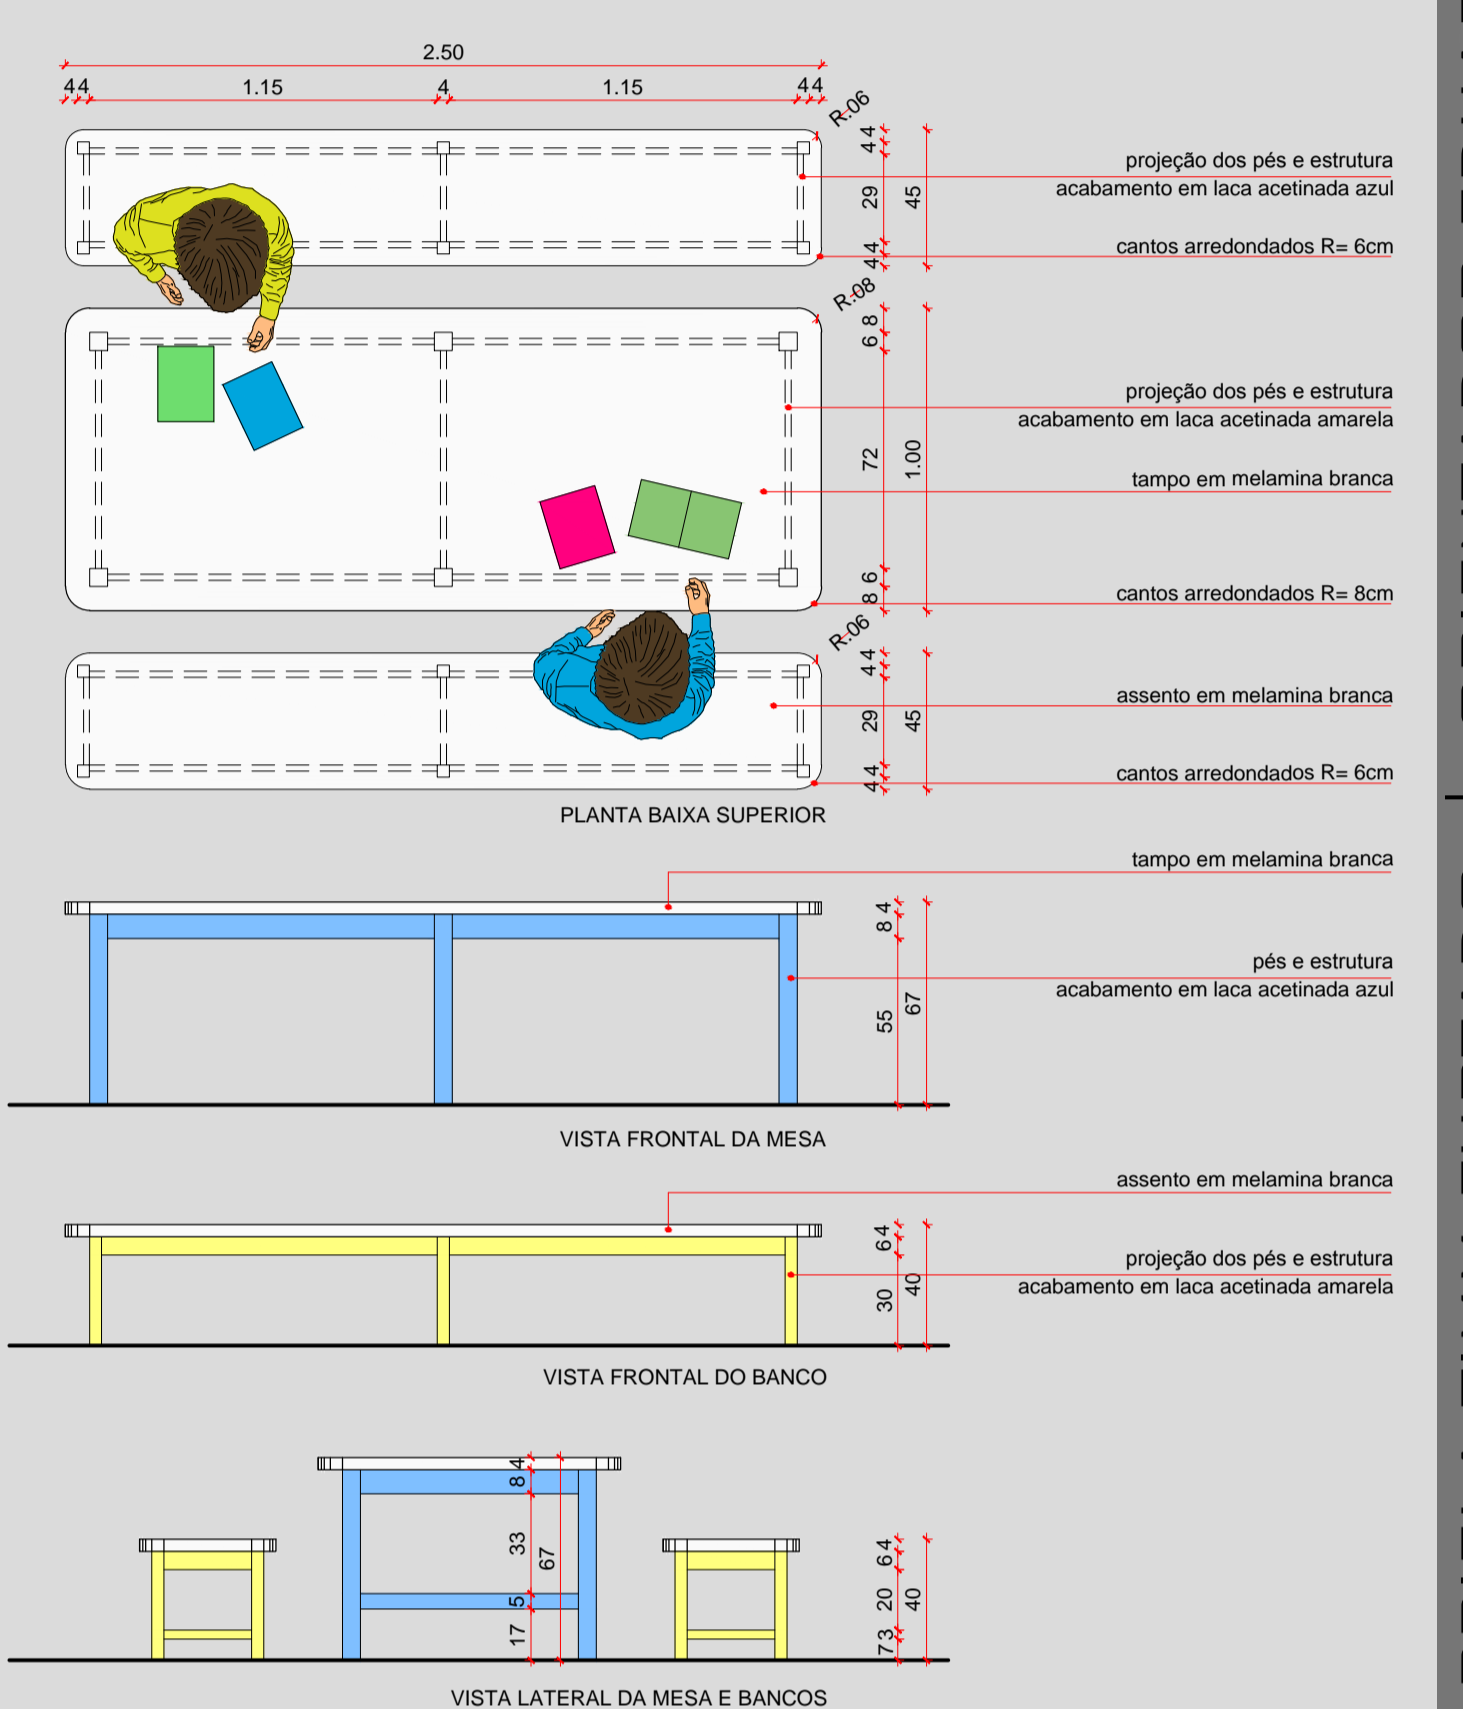 2.50
44 1.15 4 1.15 44
R.06
4 4 29 4 4
45
projeção dos pés e estrutura
acabamento em laca acetinada azul
cantos arredondados R= 6cm
R.08
8 6 72 6 8
1.00
projeção dos pés e estrutura
acabamento em laca acetinada amarela
tampo em melamina branca
cantos arredondados R= 8cm
R.06
4 4 29 4 4
45
assento em melamina branca
cantos arredondados R= 6cm
PLANTA BAIXA SUPERIOR
tampo em melamina branca
4 8 55
67
pés e estrutura
acabamento em laca acetinada azul
VISTA FRONTAL DA MESA
assento em melamina branca
4 6 30
40
projeção dos pés e estrutura
acabamento em laca acetinada amarela
VISTA FRONTAL DO BANCO
4 8 33 5 17
67
4 6 20 3 7
40
VISTA LATERAL DA MESA E BANCOS